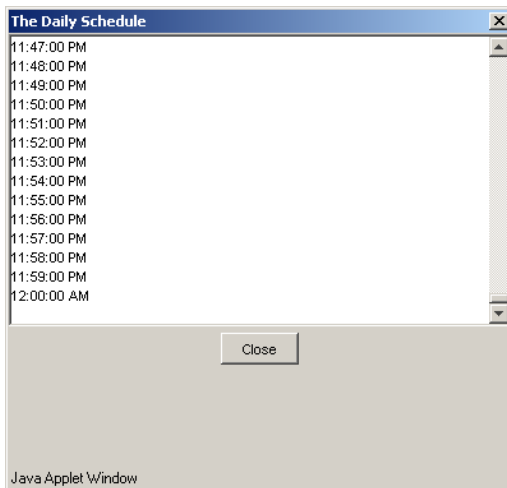 The Daily Schedule
11:47:00 PM
11:48:00 PM
11:49:00 PM
11:50:00 PM
11:51:00 PM
11:52:00 PM
11:53:00 PM
11:54:00 PM
11:55:00 PM
11:56:00 PM
11:57:00 PM
11:58:00 PM
11:59:00 PM
12:00:00 AM
Close
Java Applet Window